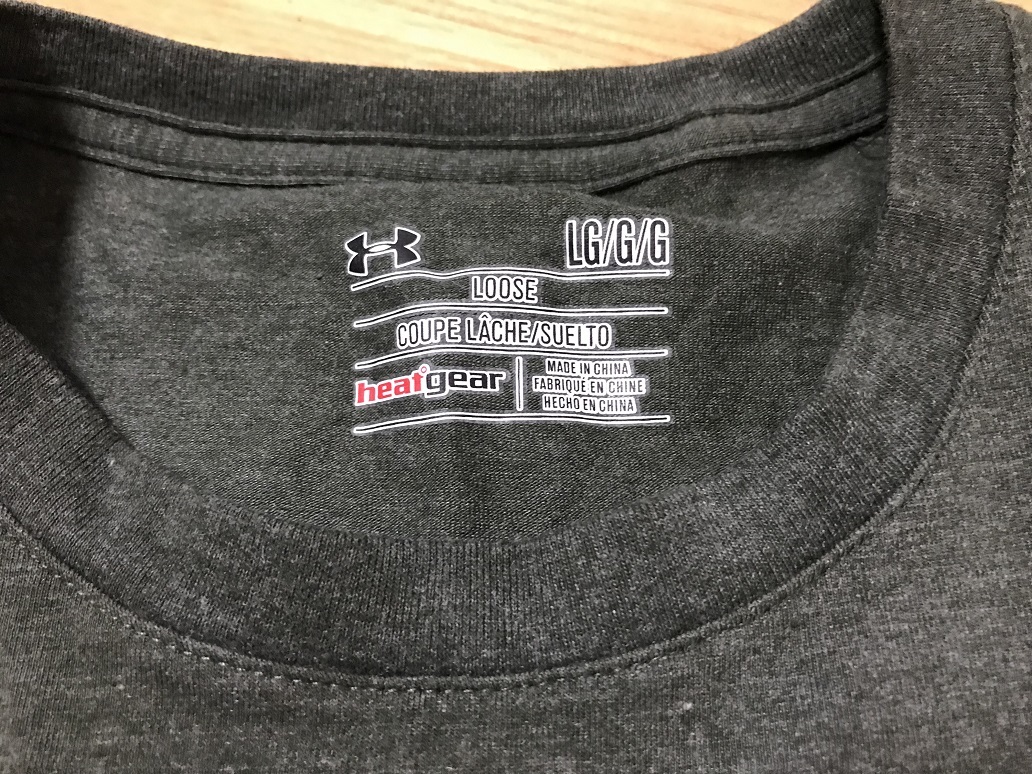 LG/G/G
LOOSE
COUPE LÂCHE/SUELTO
heatgear
MADE IN CHINA
FABRIQUÉ EN CHINE
HECHO EN CHINA